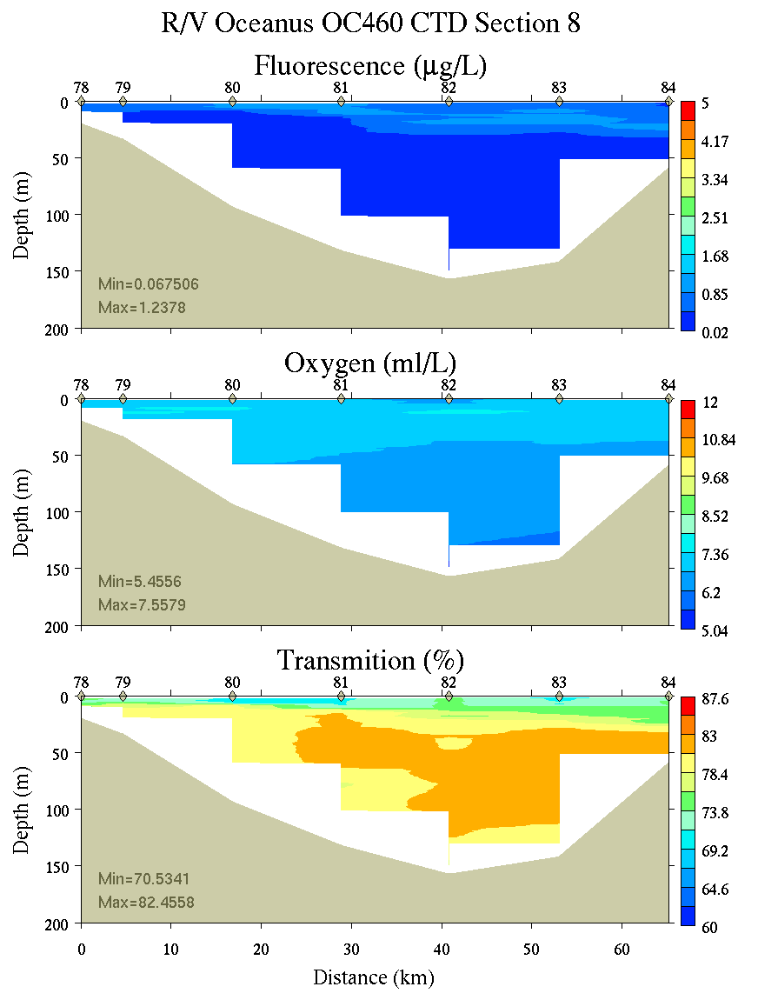 R/V Oceanus OC460 CTD Section 8
Fluorescence (µg/L)
78 79 80 81 82 83 84
0
50
100
150
200
Depth (m)
Min=0.067506
Max=1.2378
5
4.17
3.34
2.51
1.68
0.85
0.02
Oxygen (ml/L)
78 79 80 81 82 83 84
0
50
100
150
200
Depth (m)
Min=5.4556
Max=7.5579
12
10.84
9.68
8.52
7.36
6.2
5.04
Transmition (%)
78 79 80 81 82 83 84
0
50
100
150
200
Depth (m)
Min=70.5341
Max=82.4558
87.6
83
78.4
73.8
69.2
64.6
60
0 10 20 30 40 50 60
Distance (km)